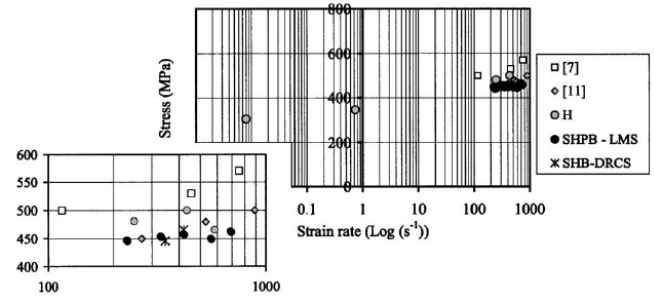 800
600
400
200
0
Stress (MPa)
0.1 1 10 100 1000
Strain rate (Log (s⁻¹))
[7]
[11]
H
SHPB - LMS
SHB-DRCS
600
550
500
450
400
100 1000